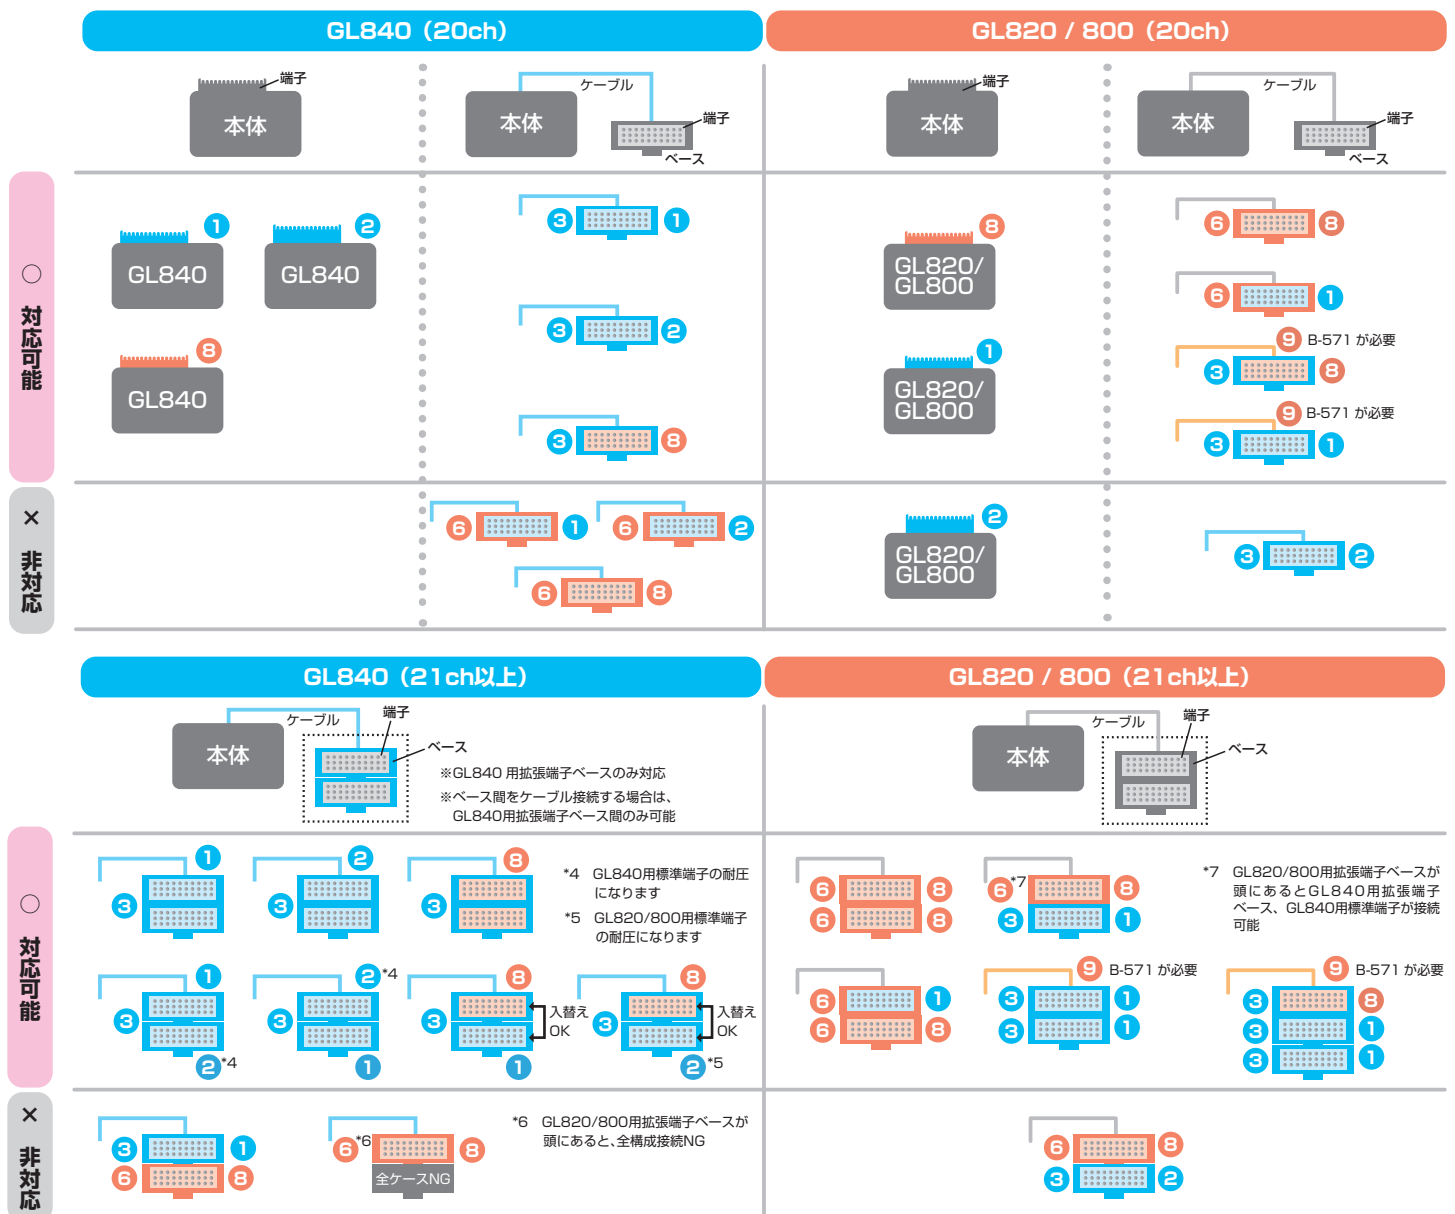 GL840（20ch）
端子
本体
ケーブル
本体
端子
ベース
○ 対応可能
1
GL840
2
GL840
8
GL840
3 1
3 2
3 8
× 非対応
6 1
6 2
6 8
GL820 / 800（20ch）
端子
本体
ケーブル
本体
端子
ベース
8
GL820/
GL800
1
GL820/
GL800
6 8
6 1
9 B-571 が必要
3 8
9 B-571 が必要
3 1
2
GL820/
GL800
3 2
GL840（21ch以上）
ケーブル
端子
本体
ベース
※GL840 用拡張端子ベースのみ対応
※ベース間をケーブル接続する場合は、
GL840用拡張端子ベース間のみ可能
○ 対応可能
1
3
2
3
8
3
*4 GL840用標準端子の耐圧
になります
*5 GL820/800用標準端子
の耐圧になります
1
3
2 *4
2 *4
3
1
8
3
入替え
OK
1
8
3
入替え
OK
2 *5
× 非対応
3 1
6 8
6 *6 8
全ケースNG
*6 GL820/800用拡張端子ベースが
頭にあると、全構成接続NG
GL820 / 800（21ch以上）
ケーブル
端子
本体
ベース
6 8
6 8
6 *7 8
3 1
*7 GL820/800用拡張端子ベースが
頭にあるとGL840用拡張端子
ベース、GL840用標準端子が接続
可能
6 1
6 8
9 B-571 が必要
3 1
3 1
9 B-571 が必要
3 8
3 1
3 1
6 8
3 2